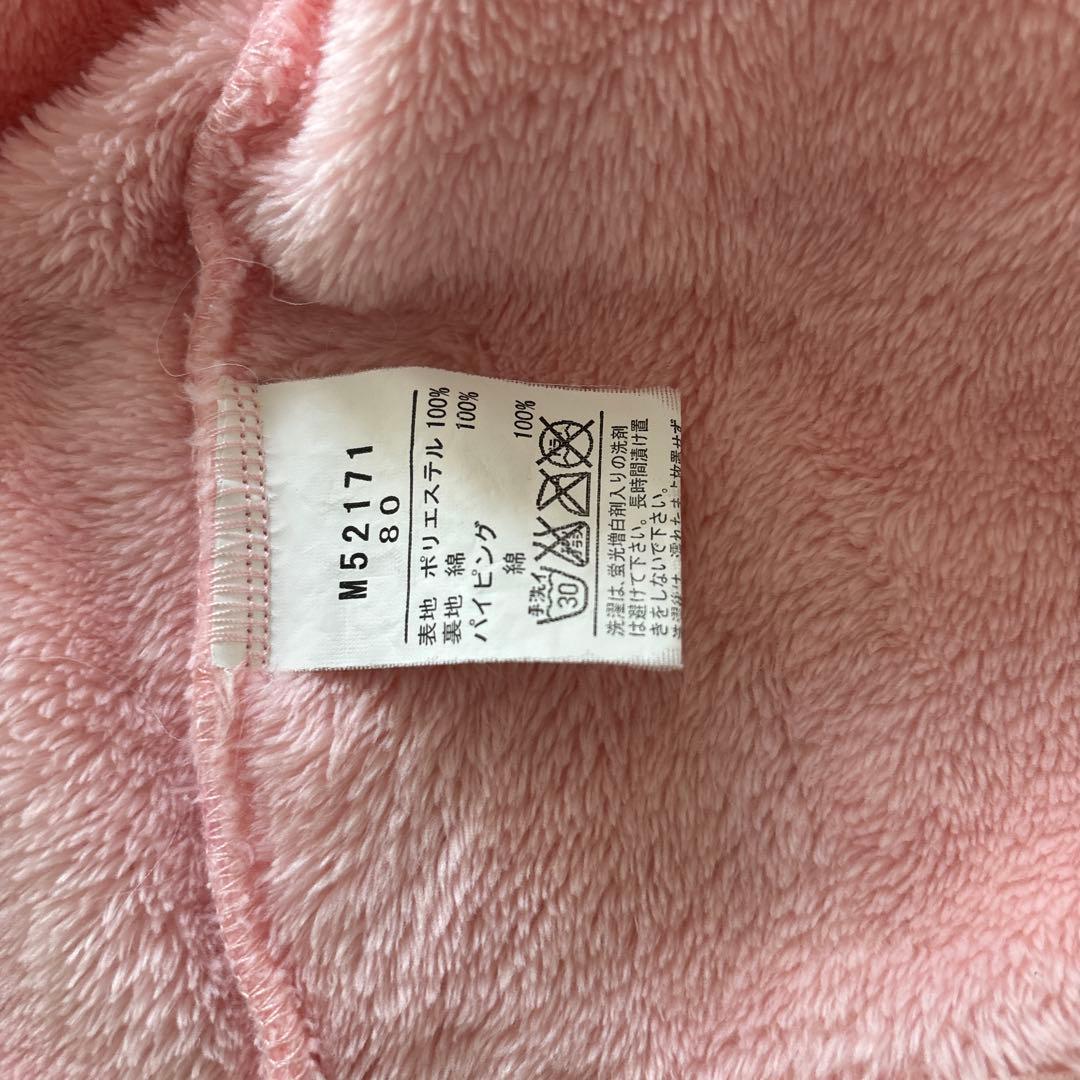 M52171
80
表地 ポリエステル 100%
裏地 綿 100%
パイピング
綿 100%
手洗イ
30
洗濯は、蛍光増白剤入りの洗剤
は避けて下さい。長時間漬け置
きをしないで下さい。